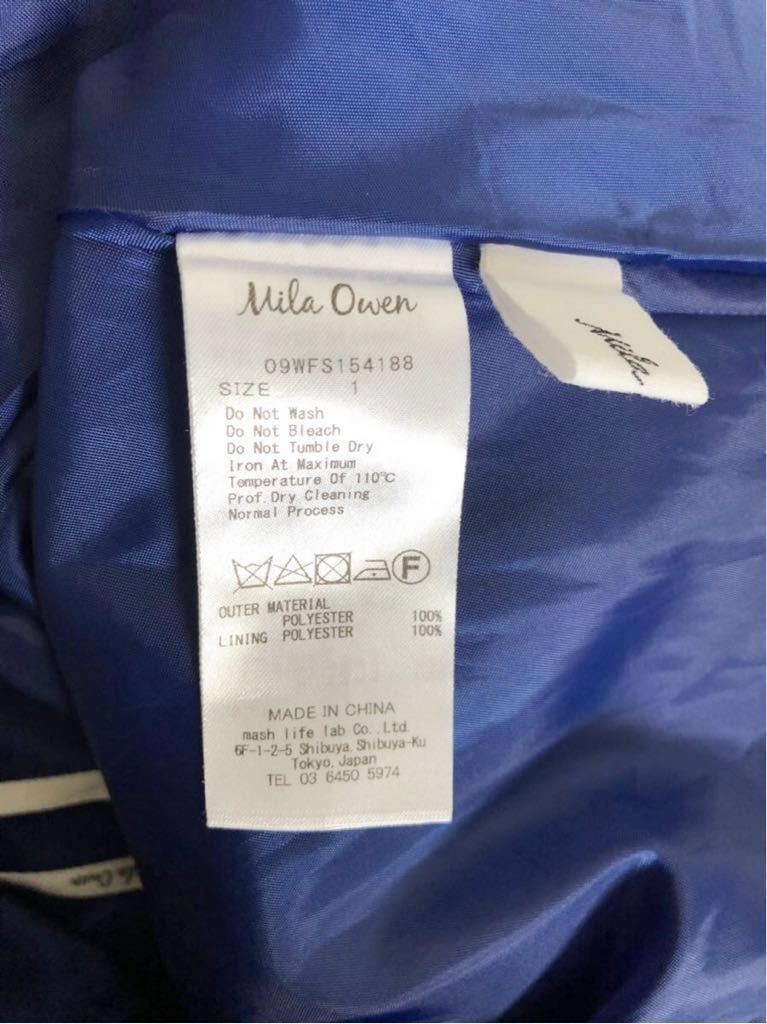 Mila Owen
09WFS154188
SIZE 1
Do Not Wash
Do Not Bleach
Do Not Tumble Dry
Iron At Maximum
Temperature Of 110℃
Prof.Dry Cleaning
Normal Process
F
OUTER MATERIAL
POLYESTER 100%
LINING POLYESTER 100%
MADE IN CHINA
mash life lab Co.,Ltd.
6F-1-2-5 Shibuya,Shibuya-Ku
Tokyo,Japan
TEL 03 6450 5974
Mila
Owen